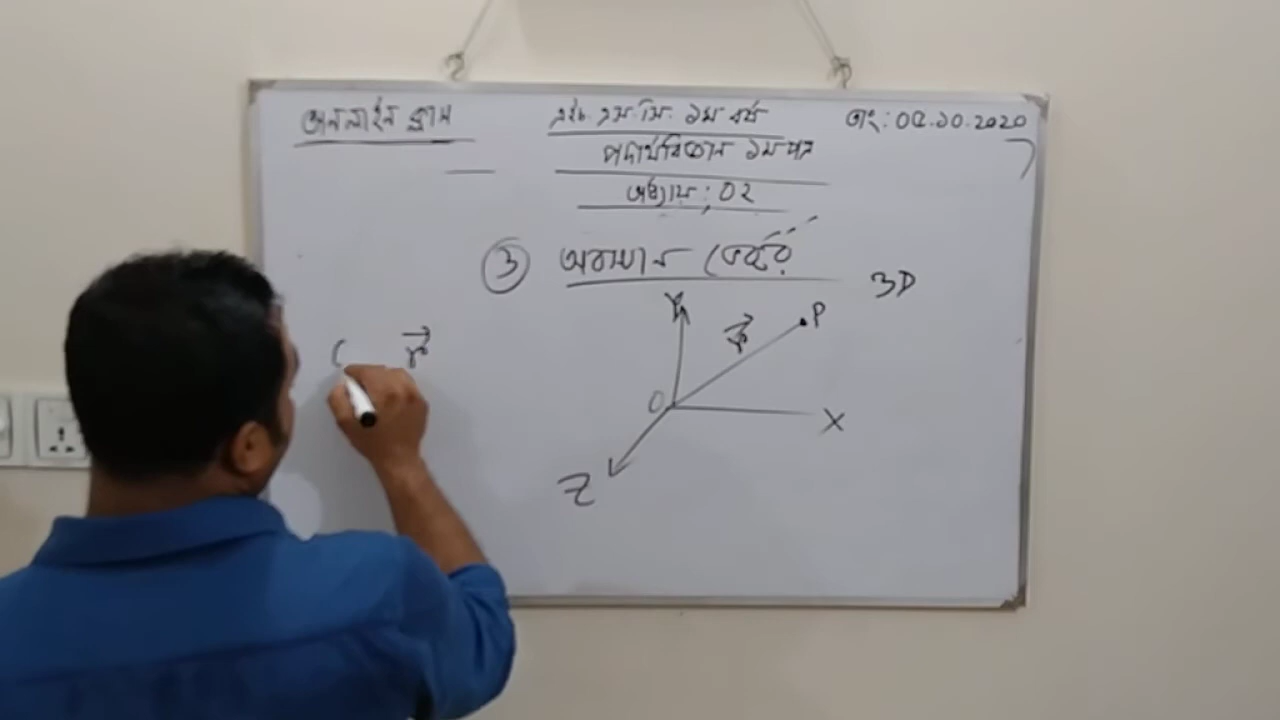 অনলাইন ক্লাস
এইচ. এস. সি. ১ম বর্ষ
তাং: ০৫.১০.২০২০
পদার্থবিজ্ঞান ১ম পত্র
অধ্যায় : ০২
৩ অবস্থান ভেক্টর
3D
Y
r⃗
P
( r⃗
O
X
Z